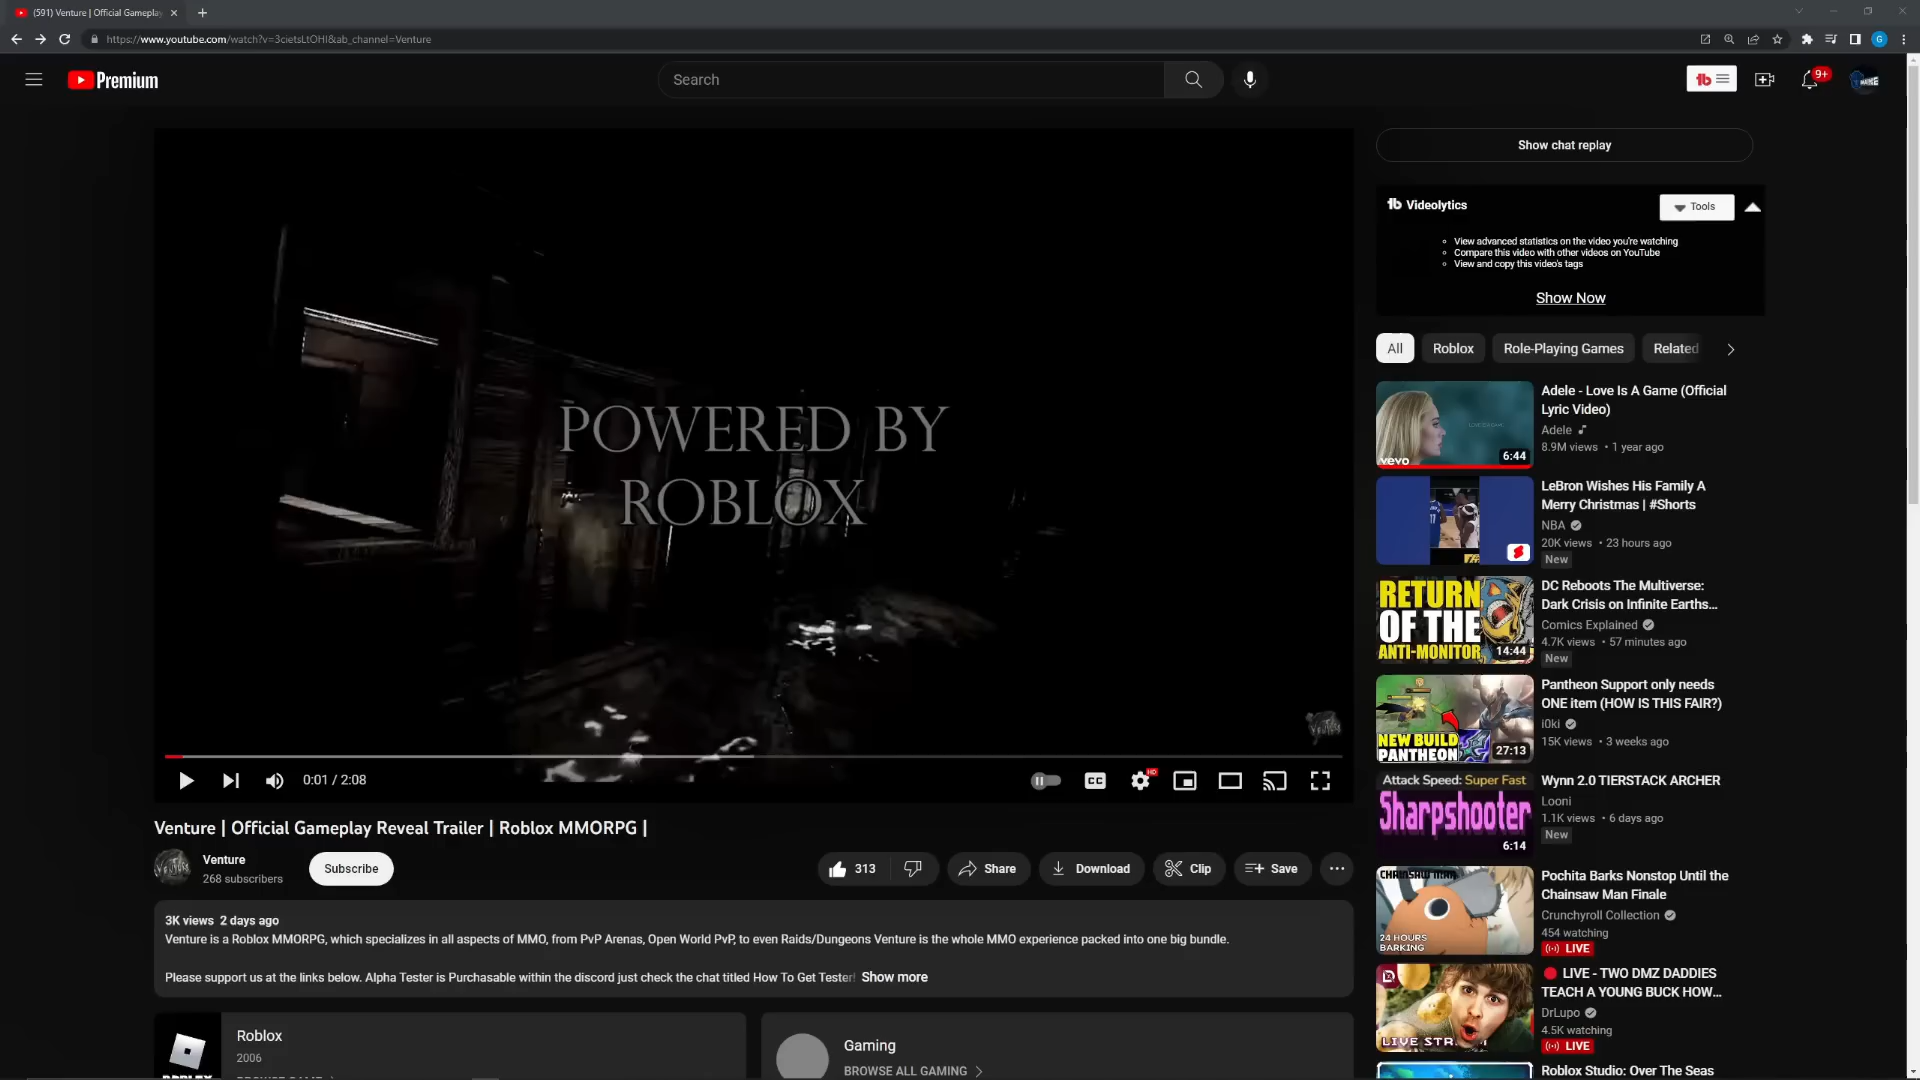 (591) Venture | Official Gameplay
https://www.youtube.com/watch?v=3cietsLtOHI&ab_channel=Venture
G
Premium
Search
9+
Show chat replay
POWERED BY
ROBLOX
0:01 / 2:08
CC
HD
Venture | Official Gameplay Reveal Trailer | Roblox MMORPG |
Venture
268 subscribers
Subscribe
313
Share
Download
Clip
Save
3K views 2 days ago
Venture is a Roblox MMORPG, which specializes in all aspects of MMO, from PvP Arenas, Open World PvP, to even Raids/Dungeons Venture is the whole MMO experience packed into one big bundle.
Please support us at the links below. Alpha Tester is Purchasable within the discord just check the chat titled How To Get Tester! Show more
Roblox
2006
Gaming
BROWSE ALL GAMING
tb Videolytics
Tools
View advanced statistics on the video you're watching
Compare this video with other videos on YouTube
View and copy this video's tags
Show Now
All
Roblox
Role-Playing Games
Related
vevo
6:44
Adele - Love Is A Game (Official
Lyric Video)
Adele
8.9M views • 1 year ago
LeBron Wishes His Family A
Merry Christmas | #Shorts
NBA
20K views • 23 hours ago
New
RETURN
OF THE
ANTI-MONITOR
14:44
DC Reboots The Multiverse:
Dark Crisis on Infinite Earths...
Comics Explained
4.7K views • 57 minutes ago
New
NEW BUILD
PANTHEON
27:13
Pantheon Support only needs
ONE item (HOW IS THIS FAIR?)
i0ki
15K views • 3 weeks ago
Attack Speed: Super Fast
Sharpshooter
6:14
Wynn 2.0 TIERSTACK ARCHER
Looni
1.1K views • 6 days ago
New
CHAINSAW MAN
24 HOURS
BARKING
Pochita Barks Nonstop Until the
Chainsaw Man Finale
Crunchyroll Collection
454 watching
LIVE
LIVE STR
LIVE - TWO DMZ DADDIES
TEACH A YOUNG BUCK HOW...
DrLupo
4.5K watching
LIVE
Roblox Studio: Over The Seas